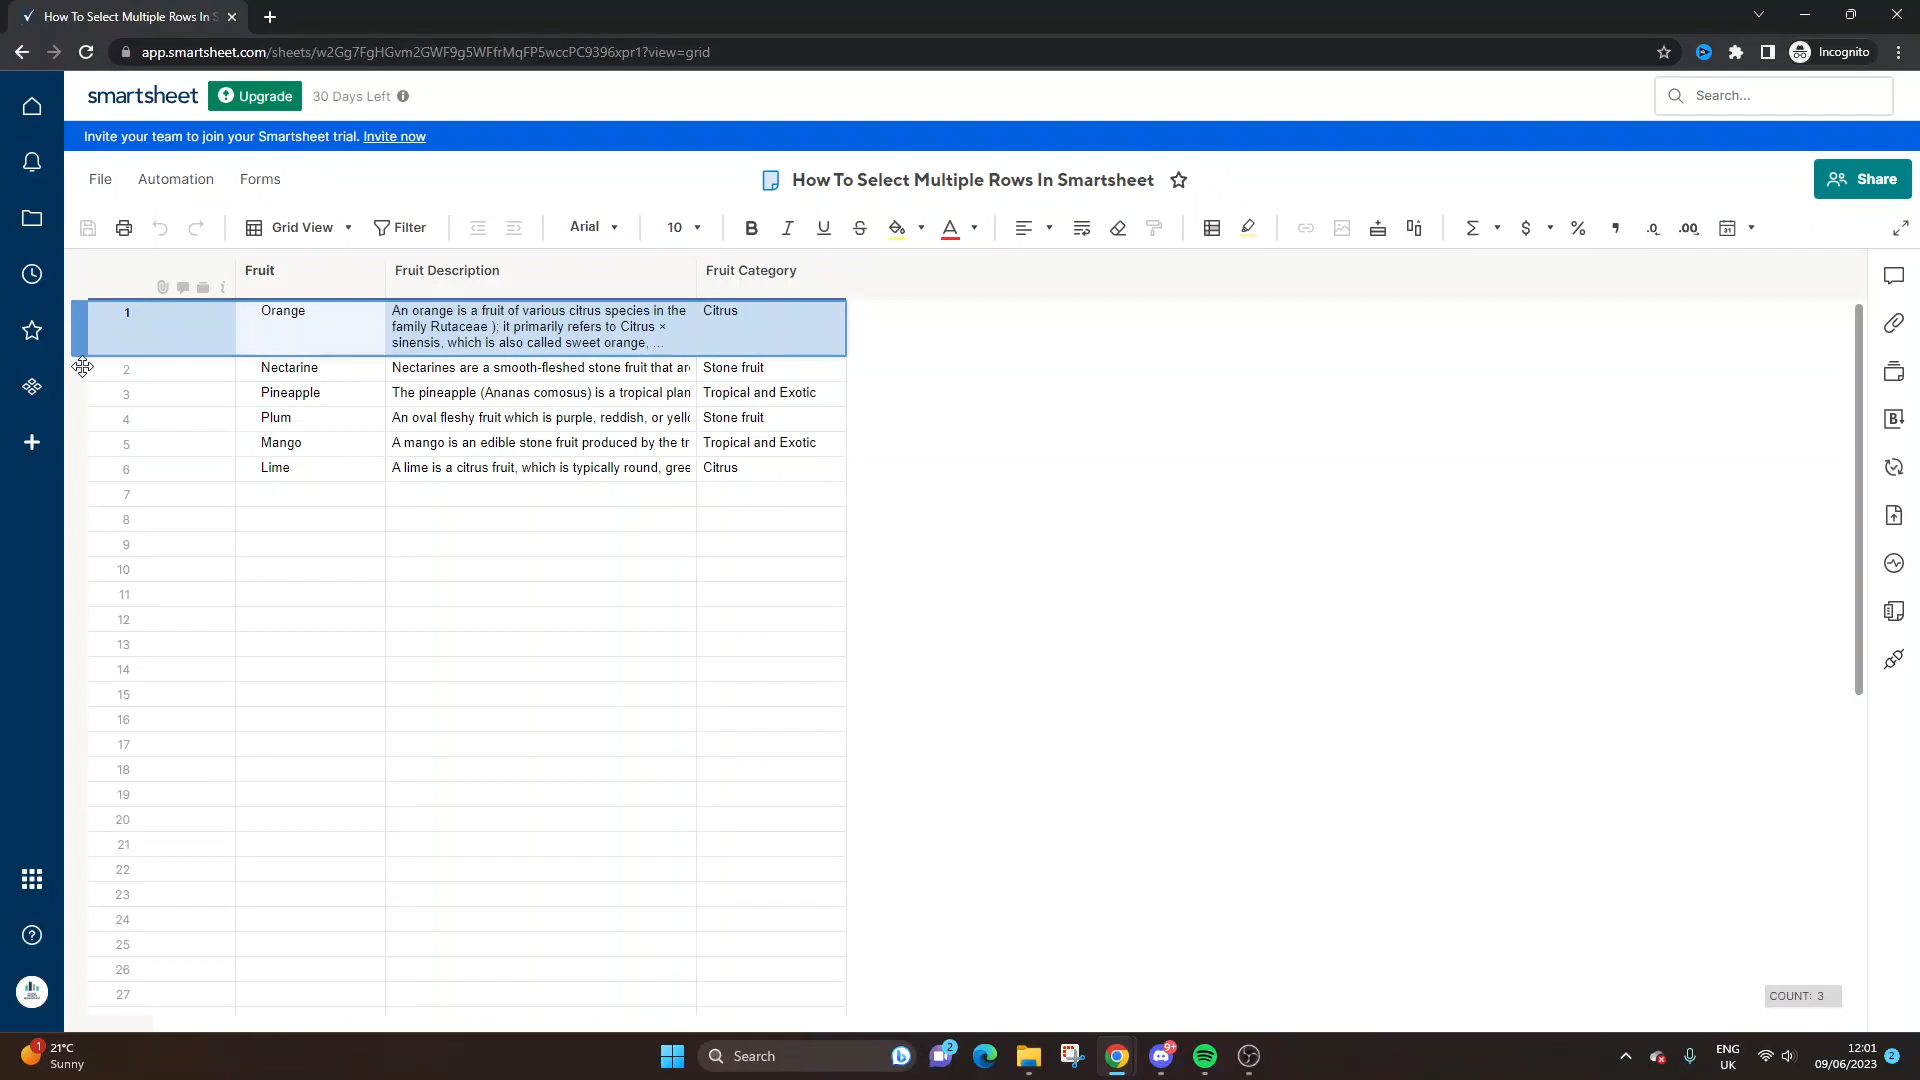 How To Select Multiple Rows In S
app.smartsheet.com/sheets/w2Gg7FgHGvm2GWF9g5WFfrMqFP5wccPC9396xpr1?view=grid
Incognito
smartsheet
Upgrade
30 Days Left
Search...
Invite your team to join your Smartsheet trial. Invite now
File
Automation
Forms
How To Select Multiple Rows In Smartsheet
Share
Grid View
Filter
Arial
10
B
I
U
S
A
Σ
$
%
.0
.00
31
Fruit
Fruit Description
Fruit Category
1
Orange
An orange is a fruit of various citrus species in the
family Rutaceae ); it primarily refers to Citrus ×
sinensis, which is also called sweet orange, ...
Citrus
2
Nectarine
Nectarines are a smooth-fleshed stone fruit that are
Stone fruit
3
Pineapple
The pineapple (Ananas comosus) is a tropical plan
Tropical and Exotic
4
Plum
An oval fleshy fruit which is purple, reddish, or yell
Stone fruit
5
Mango
A mango is an edible stone fruit produced by the tr
Tropical and Exotic
6
Lime
A lime is a citrus fruit, which is typically round, gree
Citrus
7
8
9
10
11
12
13
14
15
16
17
18
19
20
21
22
23
24
25
26
27
COUNT: 3
1
21°C
Sunny
Search
2
9+
ENG
UK
12:01
09/06/2023
2